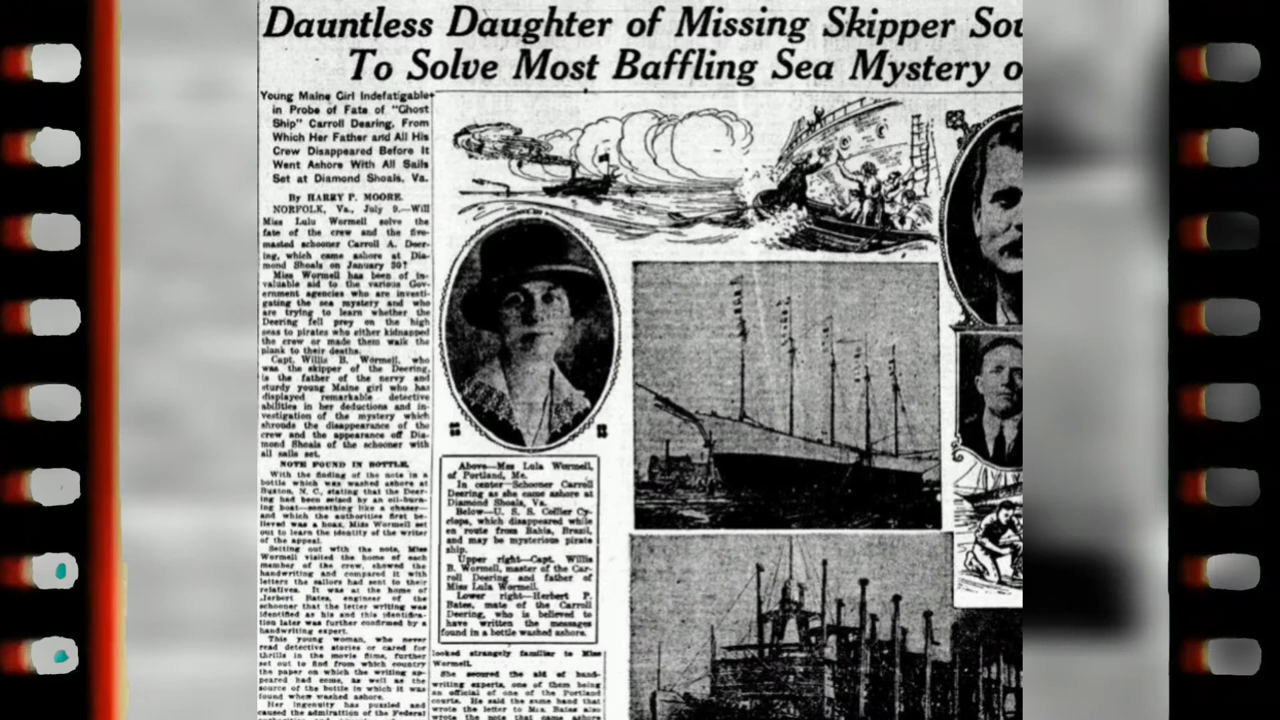 Dauntless Daughter of Missing Skipper Sou
To Solve Most Baffling Sea Mystery o
Young Maine Girl Indefatigable
in Probe of Fate of "Ghost
Ship" Carroll Dearing, From
Which Her Father and All His
Crew Disappeared Before It
Went Ashore With All Sails
Set at Diamond Shoals, Va.
By HARRY P. MOORE.
NORFOLK, Va., July 9.—Will
Miss Lulu Wormell solve the
fate of the crew and the five-
masted schooner Carroll A. Deer-
ing, which came ashore at Dia-
mond Shoals on January 30?
Miss Wormell has been of in-
valuable aid to the various Gov-
ernment agencies who are investi-
gating the sea mystery and who
are trying to learn whether the
Deering fell prey on the high
seas to pirates who either kidnapped
the crew or made them walk the
plank to their deaths.
Capt. Willis B. Wormell, who
was the skipper of the Deering,
is the father of the nervy and
sturdy young Maine girl who has
displayed remarkable detective
abilities in her deductions and in-
vestigation of the mystery which
shrouds the disappearance of the
crew and the appearance off Dia-
mond Shoals of the schooner with
all sails set.
NOTE FOUND IN BOTTLE.
With the finding of the note in a
bottle which was washed ashore at
Buxton, N. C., stating that the Deer-
ing had been seized by an oil-burn-
ing boat—something like a chaser—
and which the authorities first be-
lieved was a hoax, Miss Wormell set
out to learn the identity of the writer
of the appeal.
Setting out with the note, Miss
Wormell visited the home of each
member of the crew, showed the
handwriting and compared it with
letters the sailors had sent to their
relatives. It was at the home of
Jerbert Bates, engineer of the
schooner that the letter writing was
identified as his and this identifica-
tion later was further confirmed by a
handwriting expert.
This young woman, who never
read detective stories or cared for
thrills in the movie films, further
set out to find from which country
the paper on which the writing ap-
peared had come, as well as the
source of the bottle in which it was
found when washed ashore.
Her ingenuity has puzzled and
caused the admiration of the Federal
Above—Miss Lula Wormell,
of Portland, Me.
In center—Schooner Carroll
Deering as she came ashore at
Diamond Shoals, Va.
Below—U. S. S. Collier Cy-
clops, which disappeared while
en route from Bahia, Brazil,
and may be mysterious pirate
ship.
Upper right—Capt. Willis
B. Wormell, master of the Car-
roll Deering and father of
Miss Lula Wormell.
Lower right—Herbert P.
Bates, mate of the Carroll
Deering, who is believed to
have written the messages
found in a bottle washed ashore.
looked strangely familiar to Miss
Wormell.
She secured the aid of hand-
writing experts, one of them being
an official of one of the Portland
courts. He said the same hand that
wrote the letter to Mrs. Bates also
wrote the note that came ashore